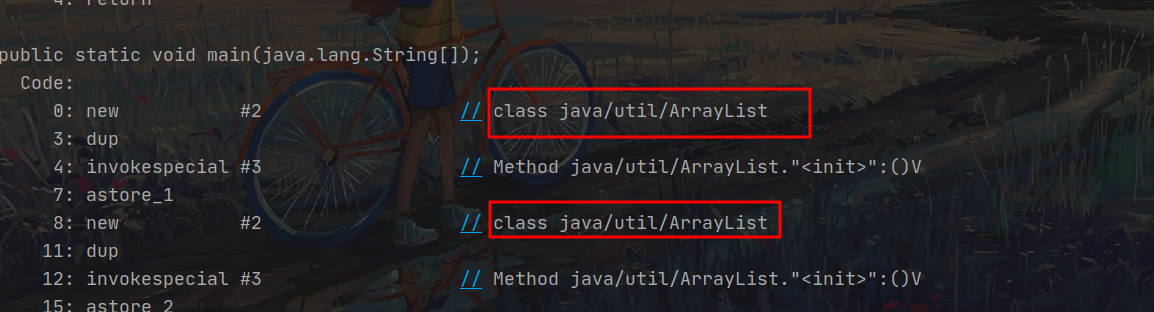 4: return
public static void main(java.lang.String[]);
Code:
0: new #2 // class java/util/ArrayList
3: dup
4: invokespecial #3 // Method java/util/ArrayList."<init>":()V
7: astore_1
8: new #2 // class java/util/ArrayList
11: dup
12: invokespecial #3 // Method java/util/ArrayList."<init>":()V
15: astore_2